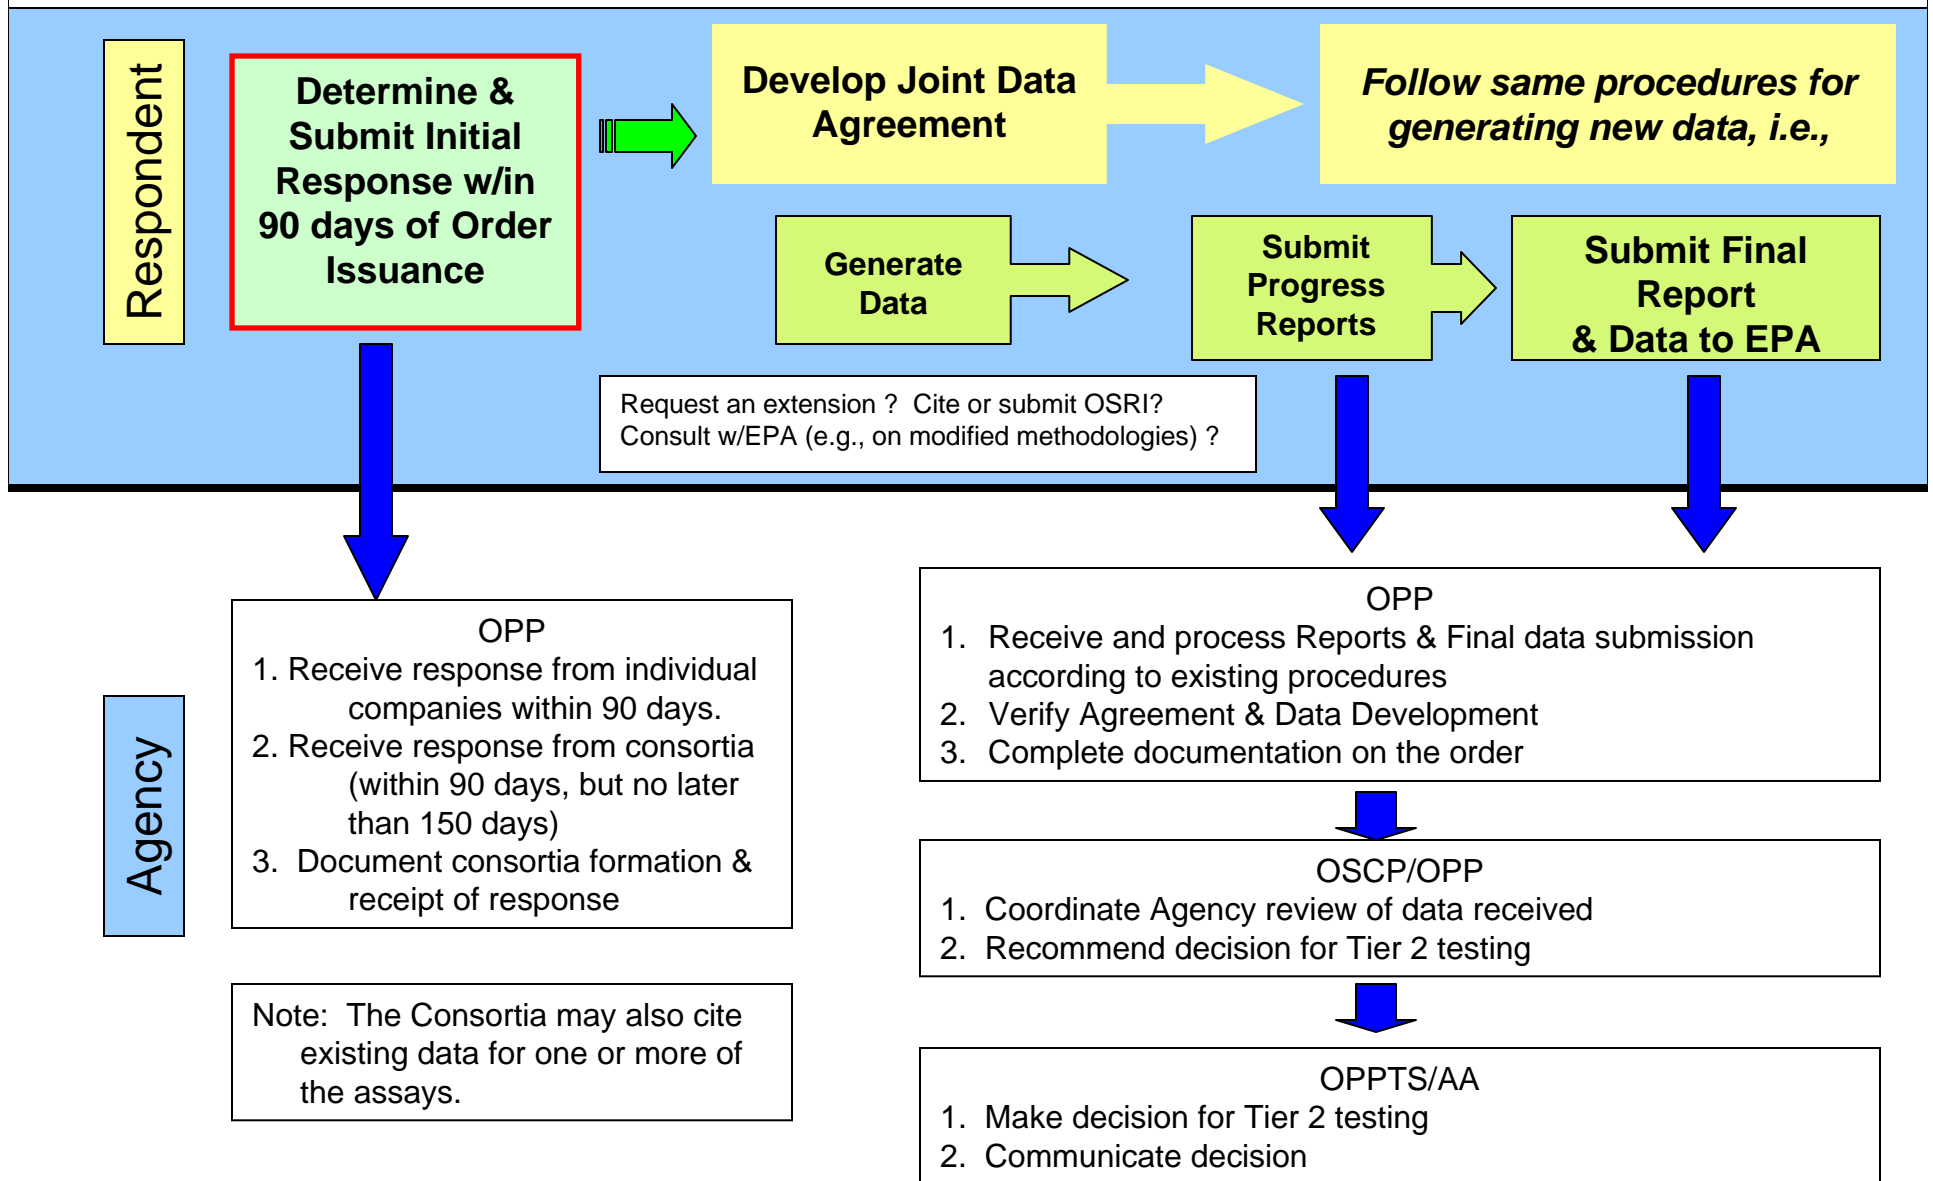 Respondent
Determine &
Submit Initial
Response w/in
90 days of Order
Issuance
Develop Joint Data
Agreement
Follow same procedures for
generating new data, i.e.,
Generate
Data
Submit
Progress
Reports
Submit Final
Report
& Data to EPA
Request an extension ?  Cite or submit OSRI?
Consult w/EPA (e.g., on modified methodologies) ?
Agency
OPP
1. Receive response from individual
companies within 90 days.
2. Receive response from consortia
(within 90 days, but no later
than 150 days)
3.  Document consortia formation &
receipt of response
Note:  The Consortia may also cite
existing data for one or more of
the assays.
OPP
1.  Receive and process Reports & Final data submission
according to existing procedures
2.  Verify Agreement & Data Development
3.  Complete documentation on the order
OSCP/OPP
1.  Coordinate Agency review of data received
2.  Recommend decision for Tier 2 testing
OPPTS/AA
1.  Make decision for Tier 2 testing
2.  Communicate decision